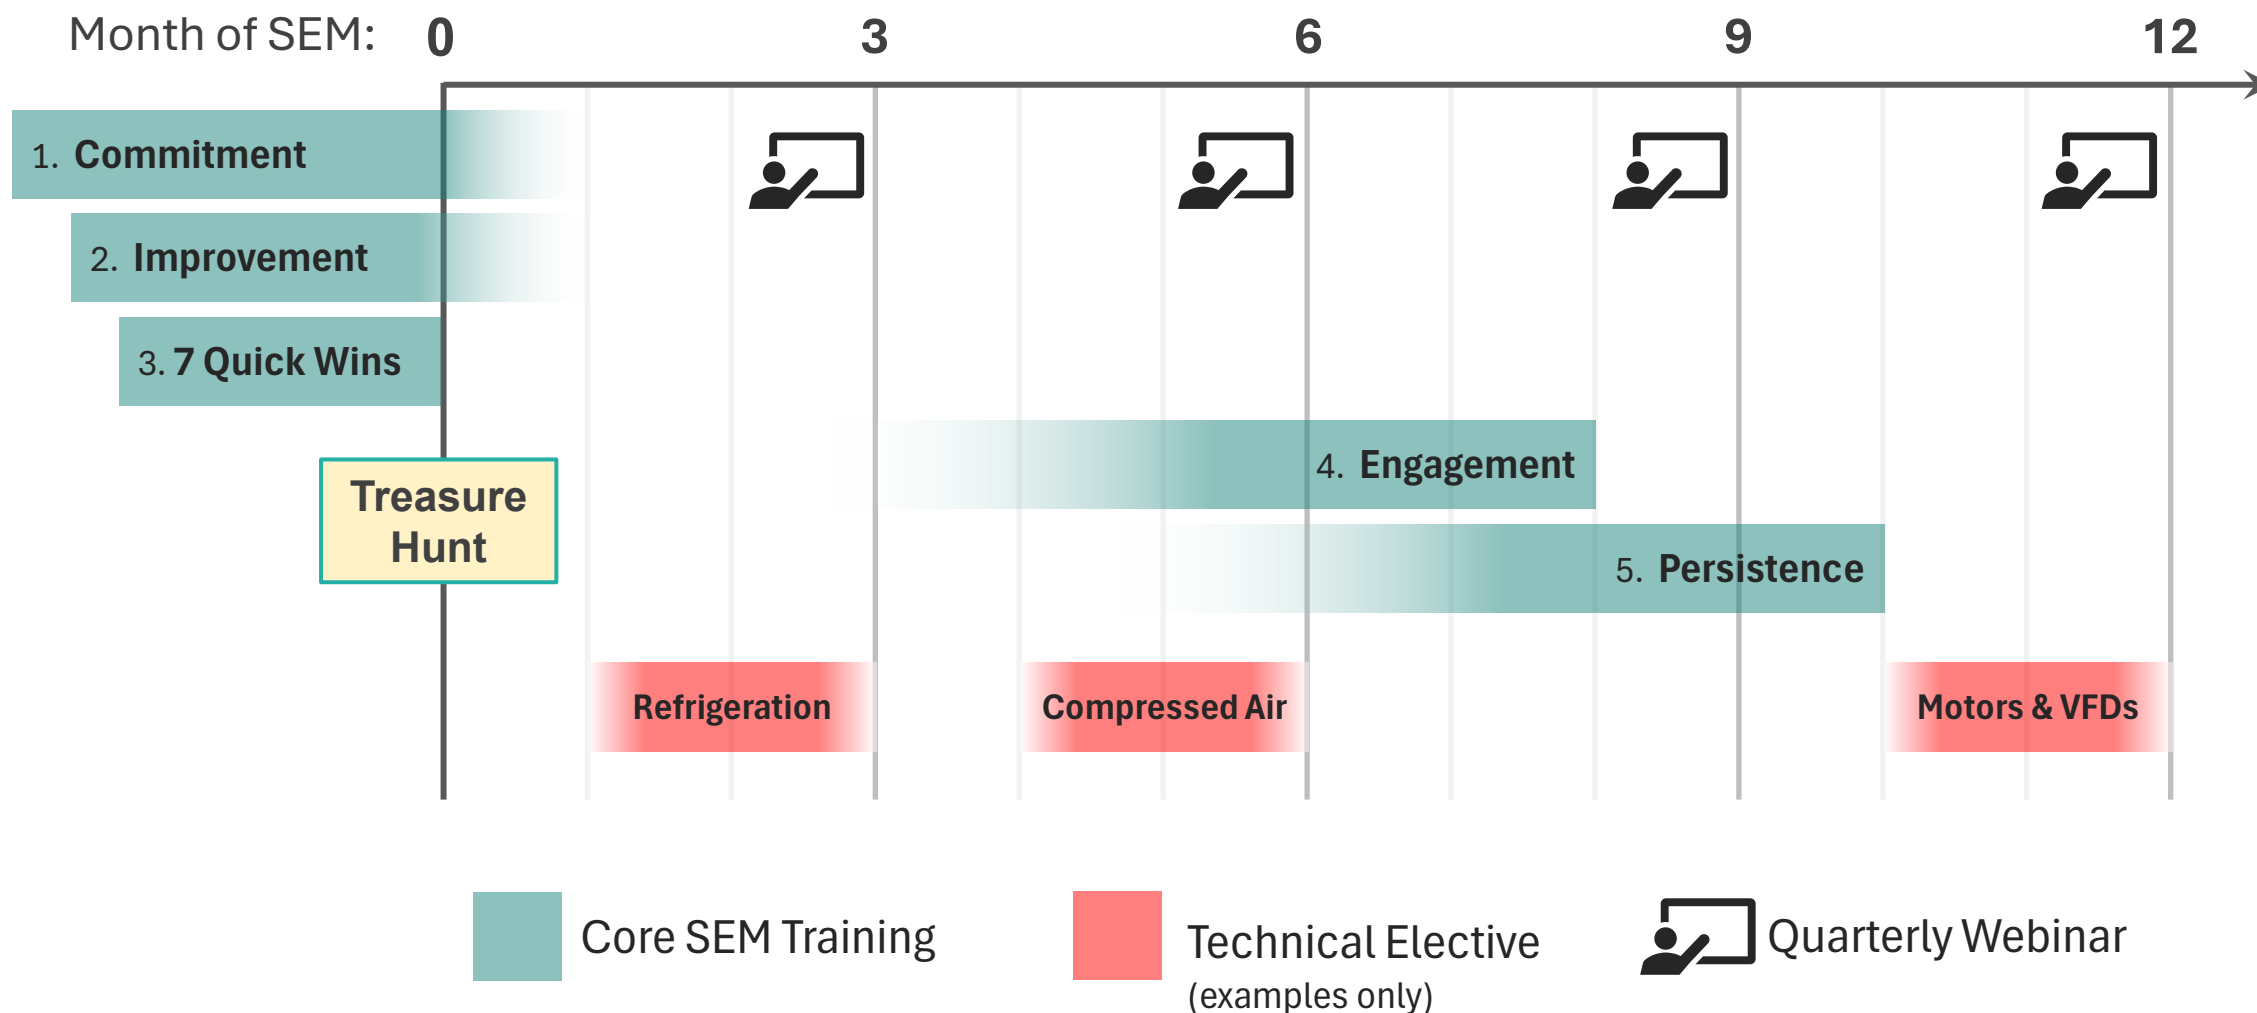 Month of SEM: 0 3 6 9 12
1. Commitment
2. Improvement
3. 7 Quick Wins
4. Engagement
Treasure
Hunt
5. Persistence
Refrigeration
Compressed Air
Motors & VFDs
Core SEM Training
Technical Elective
(examples only)
Quarterly Webinar